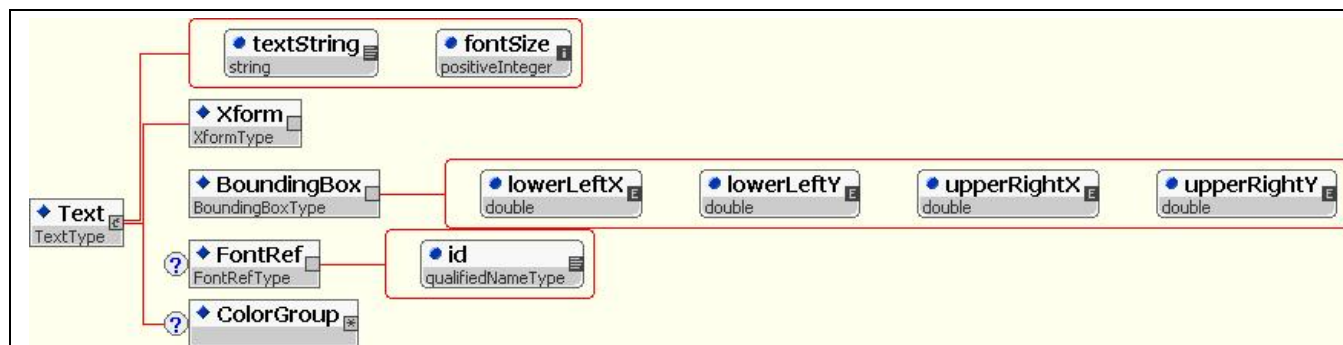 textString fontSize
string positiveInteger
Xform
XformType
BoundingBox lowerLeftX lowerLeftY upperRightX upperRightY
BoundingBoxType double double double double
Text
TextType
? FontRef id
FontRefType qualifiedNameType
? ColorGroup